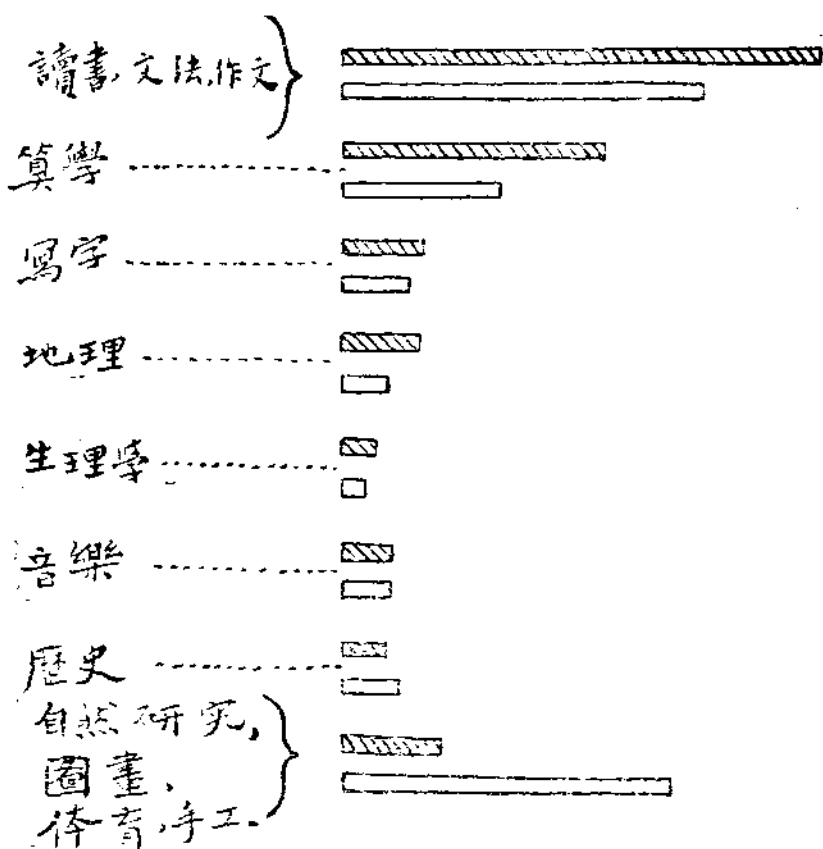 讀書,文法,作文
算學
寫字
地理
生理學
音樂
歷史
自然研究,
圖畫,
体育,手工.